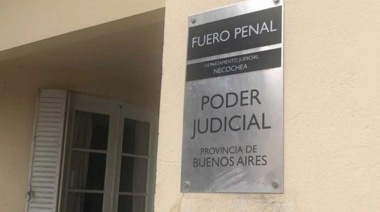 FUERO PENAL
DEPARTAMENTO JUDICIAL
NECOCHEA
PODER
JUDICIAL
PROVINCIA DE
BUENOS AIRES